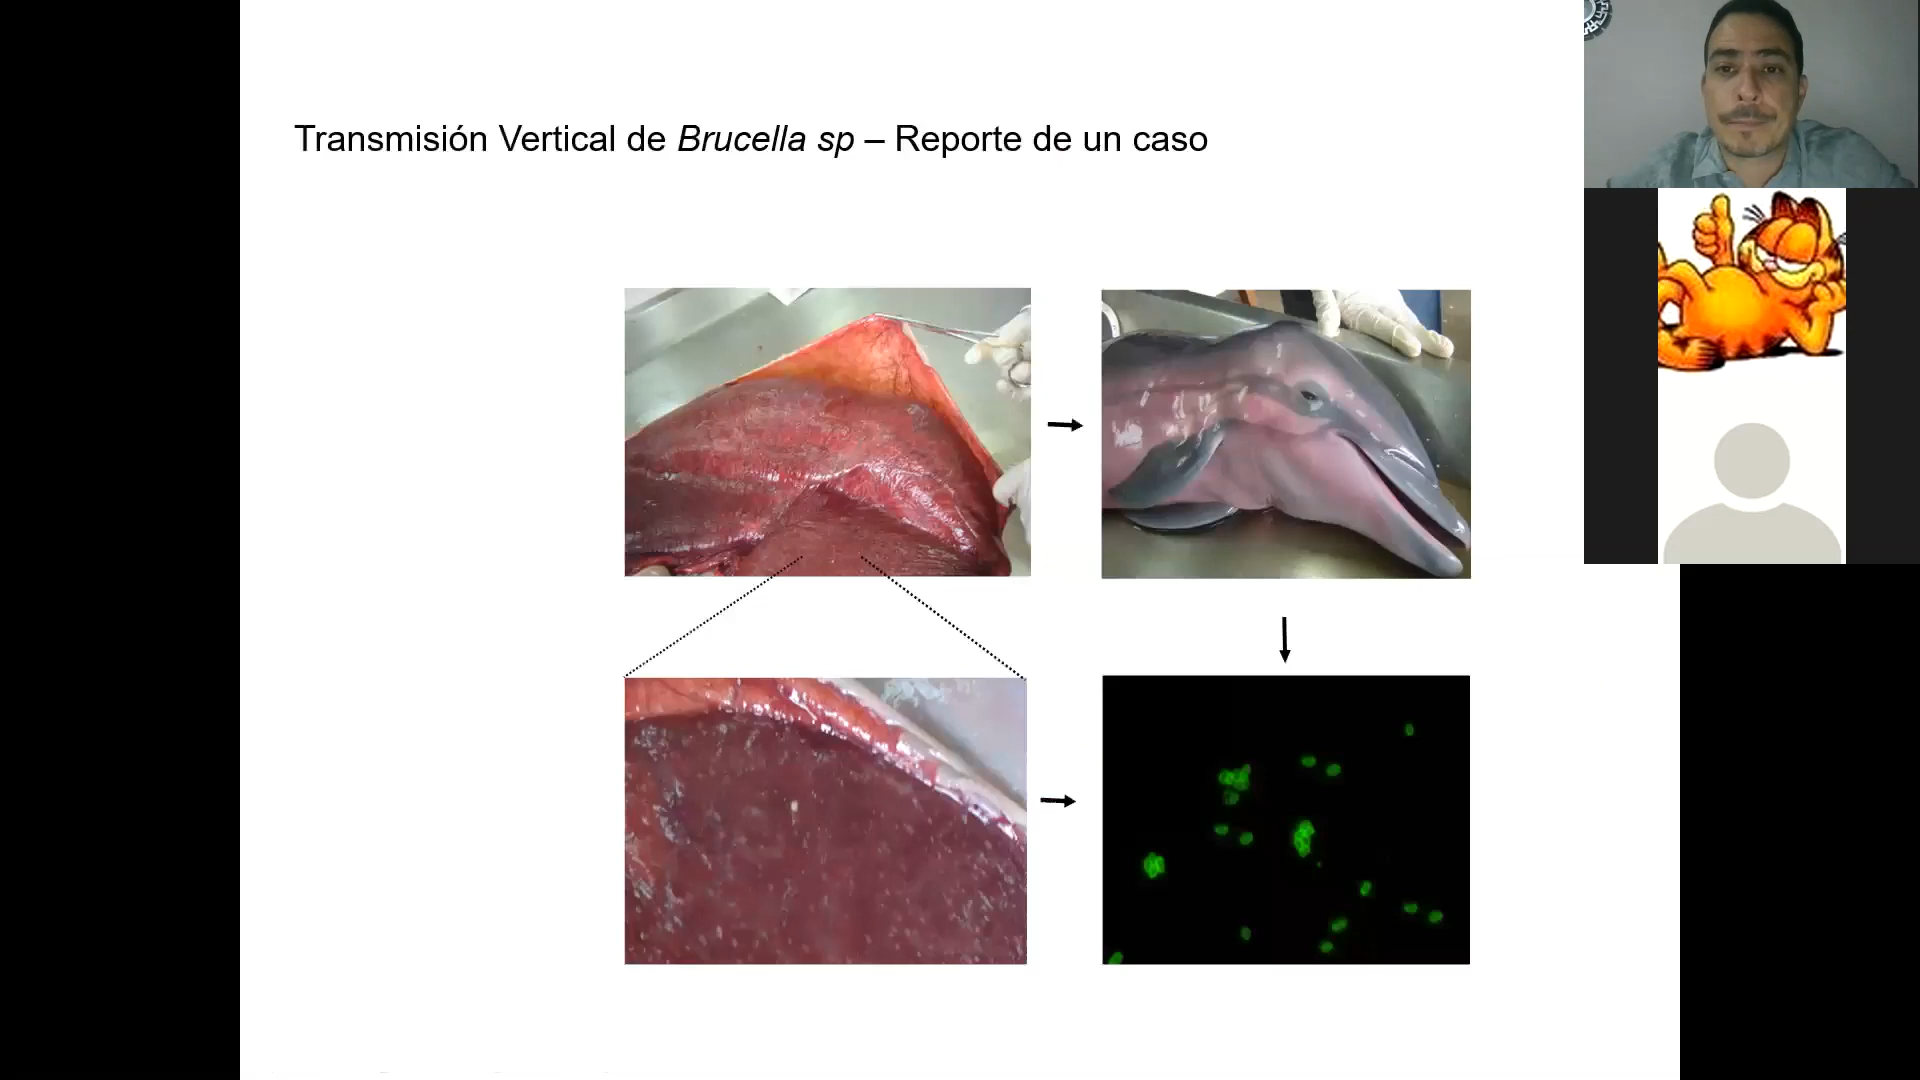 Transmisión Vertical de Brucella sp – Reporte de un caso